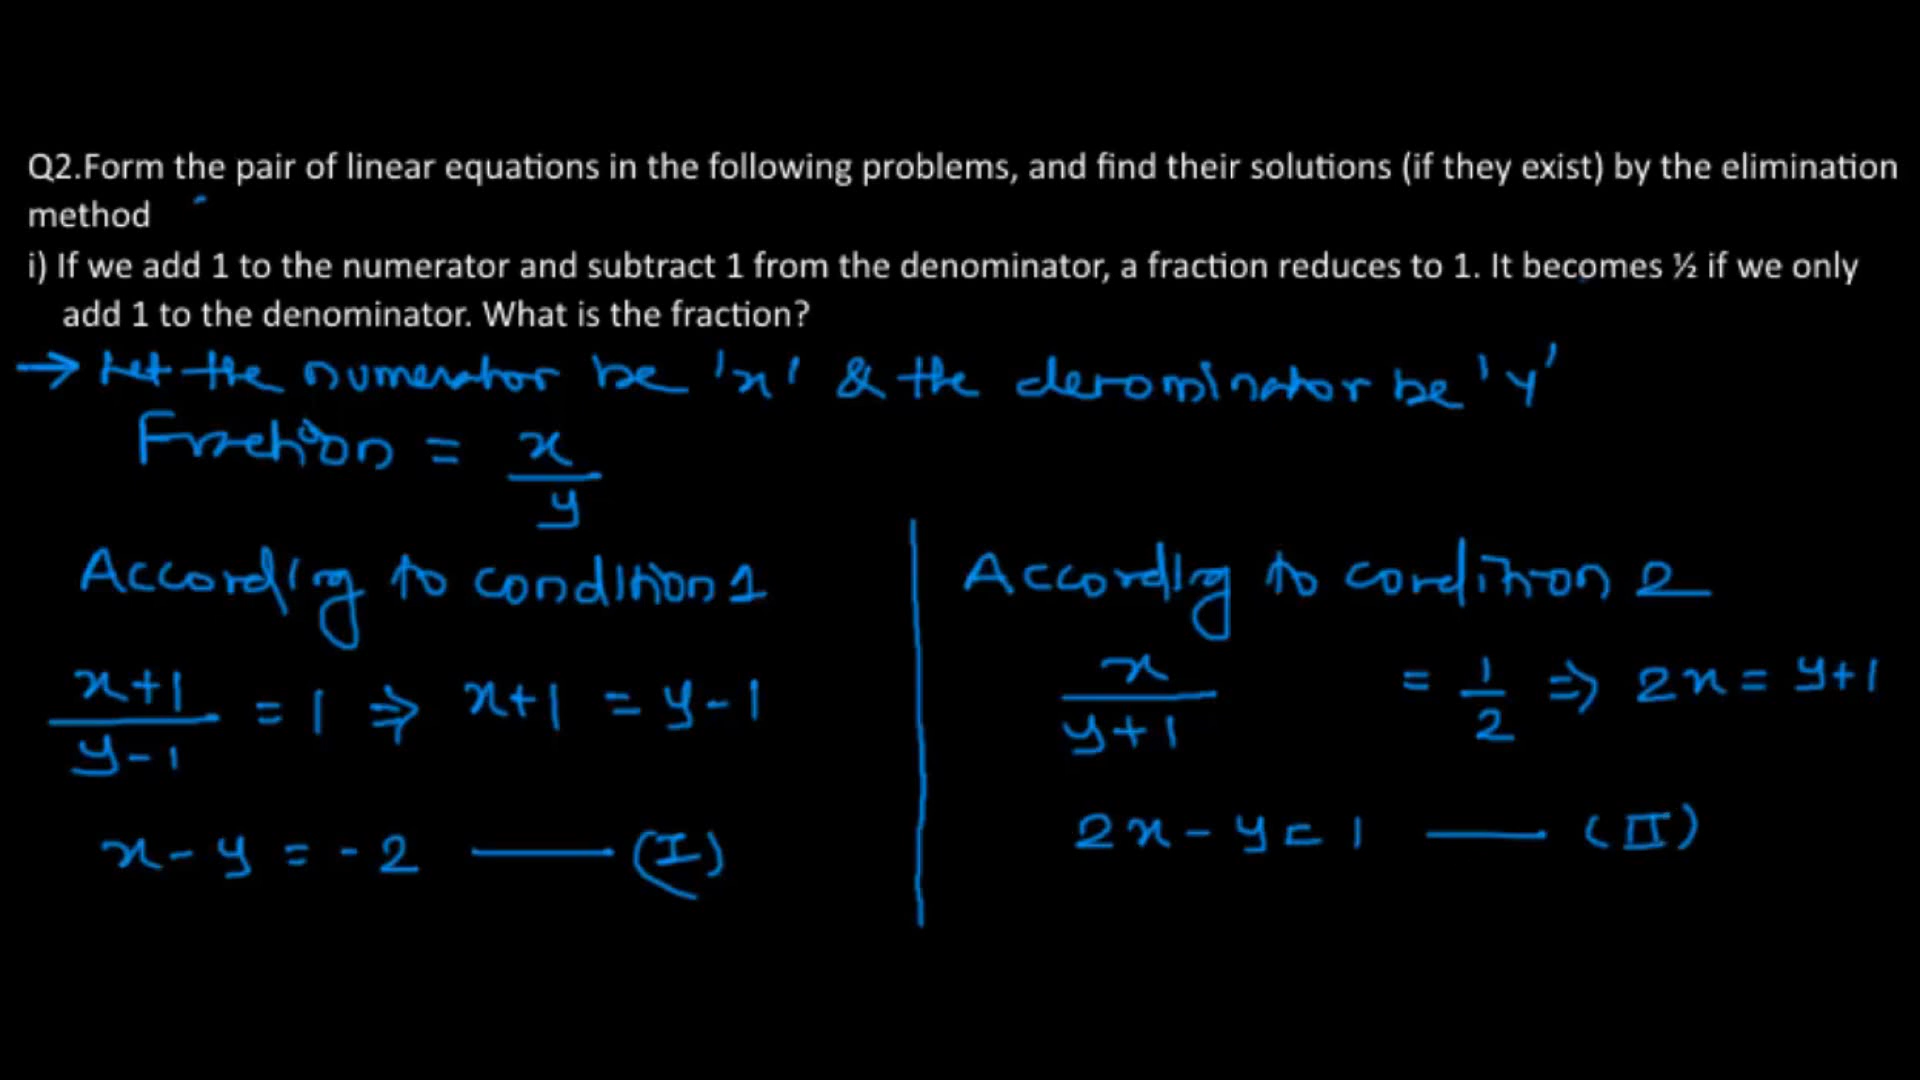 Q2.Form the pair of linear equations in the following problems, and find their solutions (if they exist) by the elimination
method
i) If we add 1 to the numerator and subtract 1 from the denominator, a fraction reduces to 1. It becomes ½ if we only
add 1 to the denominator. What is the fraction?
→ Let the numerator be 'x' & the denominator be 'y'
Fraction = x/y
According to condition 1
(x+1)/(y-1) = 1 ⇒ x+1 = y-1
x-y = -2 —— (I)
According to condition 2
x/(y+1) = 1/2 ⇒ 2x = y+1
2x-y = 1 —— (II)